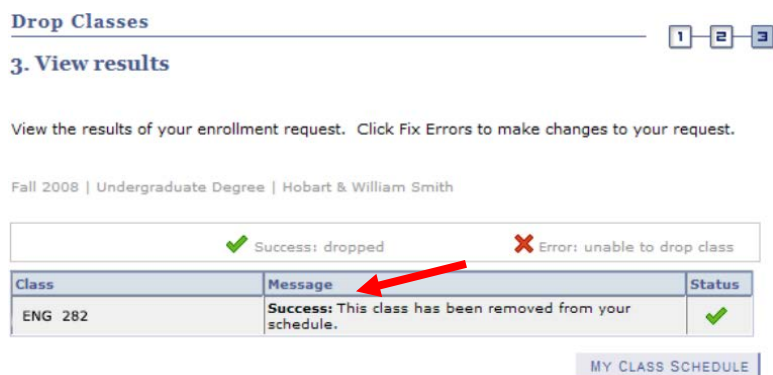 Drop Classes
1 2 3
3. View results
View the results of your enrollment request. Click Fix Errors to make changes to your request.
Fall 2008 | Undergraduate Degree | Hobart & William Smith
Success: dropped Error: unable to drop class
Class Message Status
ENG 282 Success: This class has been removed from your
schedule.
MY CLASS SCHEDULE